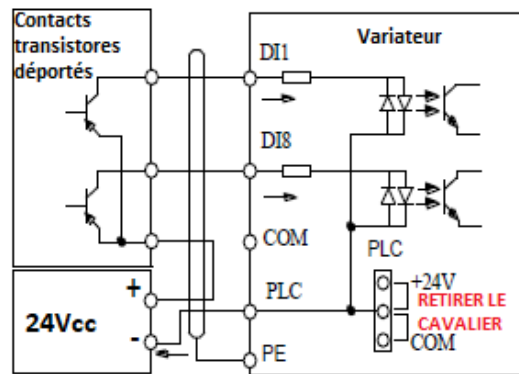 Contacts
transistores
déportés
Variateur
DI1
DI8
COM
PLC
PLC
+24V
RETIRER LE
CAVALIER
COM
+
24Vcc
-
PE